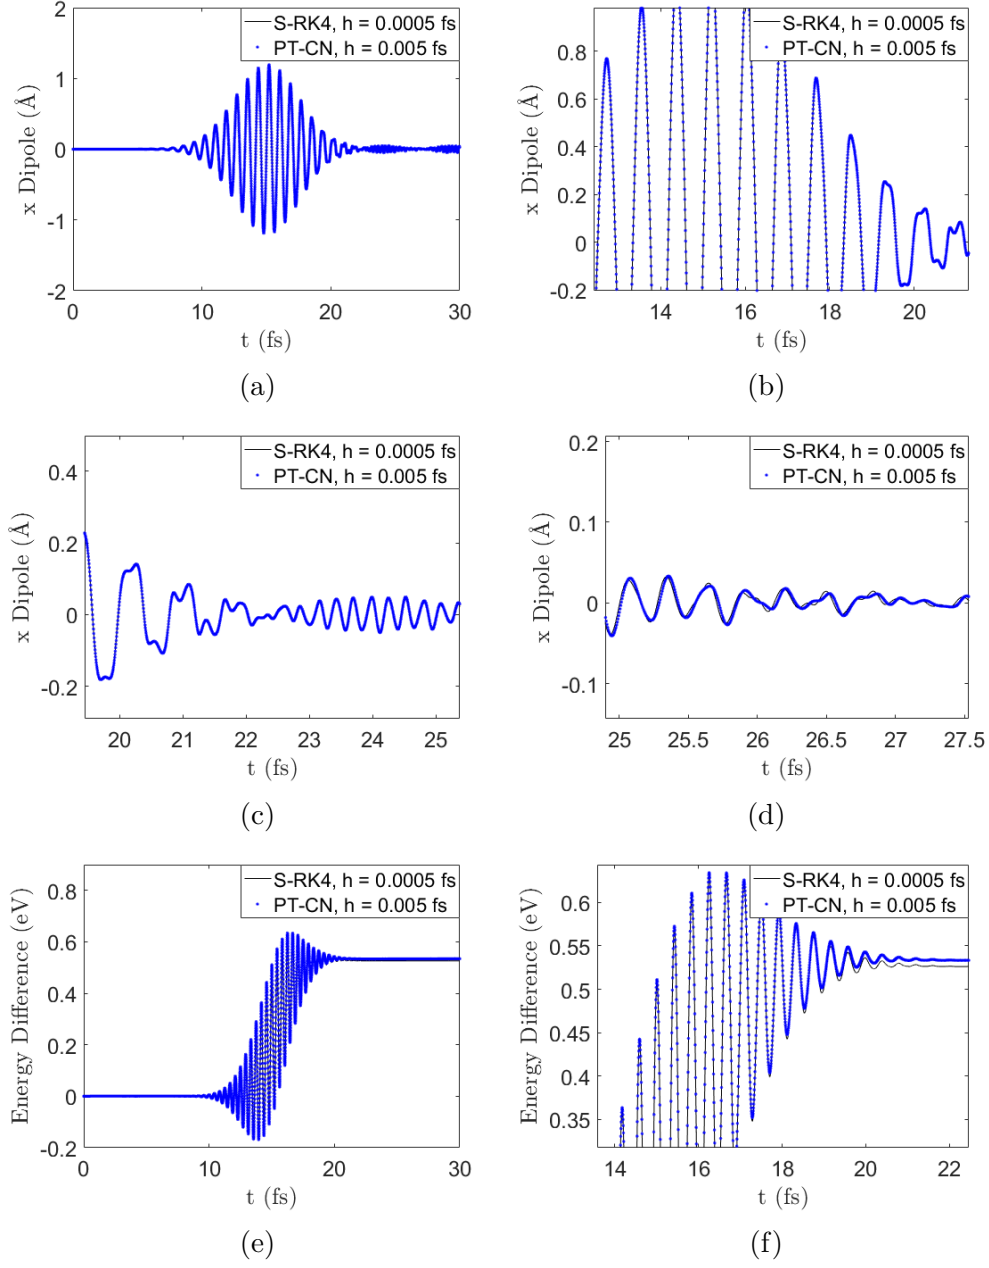 S-RK4, h = 0.0005 fs
PT-CN, h = 0.005 fs
2
1
0
-1
-2
x Dipole (Å)
0 10 20 30
t (fs)
(a)
S-RK4, h = 0.0005 fs
PT-CN, h = 0.005 fs
0.8
0.6
0.4
0.2
0
-0.2
x Dipole (Å)
14 16 18 20
t (fs)
(b)
S-RK4, h = 0.0005 fs
PT-CN, h = 0.005 fs
0.4
0.2
0
-0.2
x Dipole (Å)
20 21 22 23 24 25
t (fs)
(c)
S-RK4, h = 0.0005 fs
PT-CN, h = 0.005 fs
0.2
0.1
0
-0.1
x Dipole (Å)
25 25.5 26 26.5 27 27.5
t (fs)
(d)
S-RK4, h = 0.0005 fs
PT-CN, h = 0.005 fs
0.8
0.6
0.4
0.2
0
-0.2
Energy Difference (eV)
0 10 20 30
t (fs)
(e)
S-RK4, h = 0.0005 fs
PT-CN, h = 0.005 fs
0.6
0.55
0.5
0.45
0.4
0.35
Energy Difference (eV)
14 16 18 20 22
t (fs)
(f)